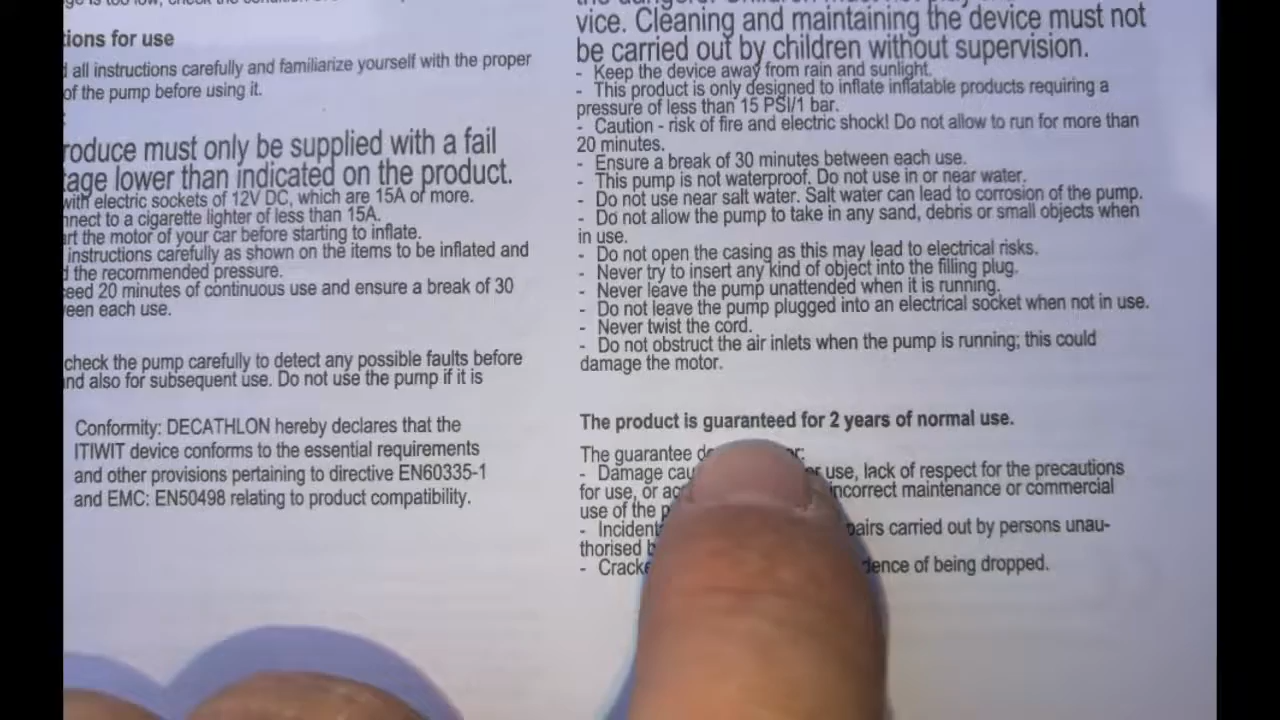 ge is too low, check the condition
tions for use
d all instructions carefully and familiarize yourself with the proper
of the pump before using it.
:
roduce must only be supplied with a fail
tage lower than indicated on the product.
with electric sockets of 12V DC, which are 15A or more.
nnect to a cigarette lighter of less than 15A.
art the motor of your car before starting to inflate.
instructions carefully as shown on the items to be inflated and
d the recommended pressure.
eed 20 minutes of continuous use and ensure a break of 30
een each use.
check the pump carefully to detect any possible faults before
and also for subsequent use. Do not use the pump if it is
Conformity: DECATHLON hereby declares that the
ITIWIT device conforms to the essential requirements
and other provisions pertaining to directive EN60335-1
and EMC: EN50498 relating to product compatibility.
vice. Cleaning and maintaining the device must not
be carried out by children without supervision.
- Keep the device away from rain and sunlight.
- This product is only designed to inflate inflatable products requiring a
pressure of less than 15 PSI/1 bar.
- Caution - risk of fire and electric shock! Do not allow to run for more than
20 minutes.
- Ensure a break of 30 minutes between each use.
- This pump is not waterproof. Do not use in or near water.
- Do not use near salt water. Salt water can lead to corrosion of the pump.
- Do not allow the pump to take in any sand, debris or small objects when
in use.
- Do not open the casing as this may lead to electrical risks.
- Never try to insert any kind of object into the filling plug.
- Never leave the pump unattended when it is running.
- Do not leave the pump plugged into an electrical socket when not in use.
- Never twist the cord.
- Do not obstruct the air inlets when the pump is running; this could
damage the motor.
The product is guaranteed for 2 years of normal use.
The guarantee
- Damage use, lack of respect for the precautions
for use, or incorrect maintenance or commercial
use of the
- carried out by persons unau-
thorised
- of being dropped.